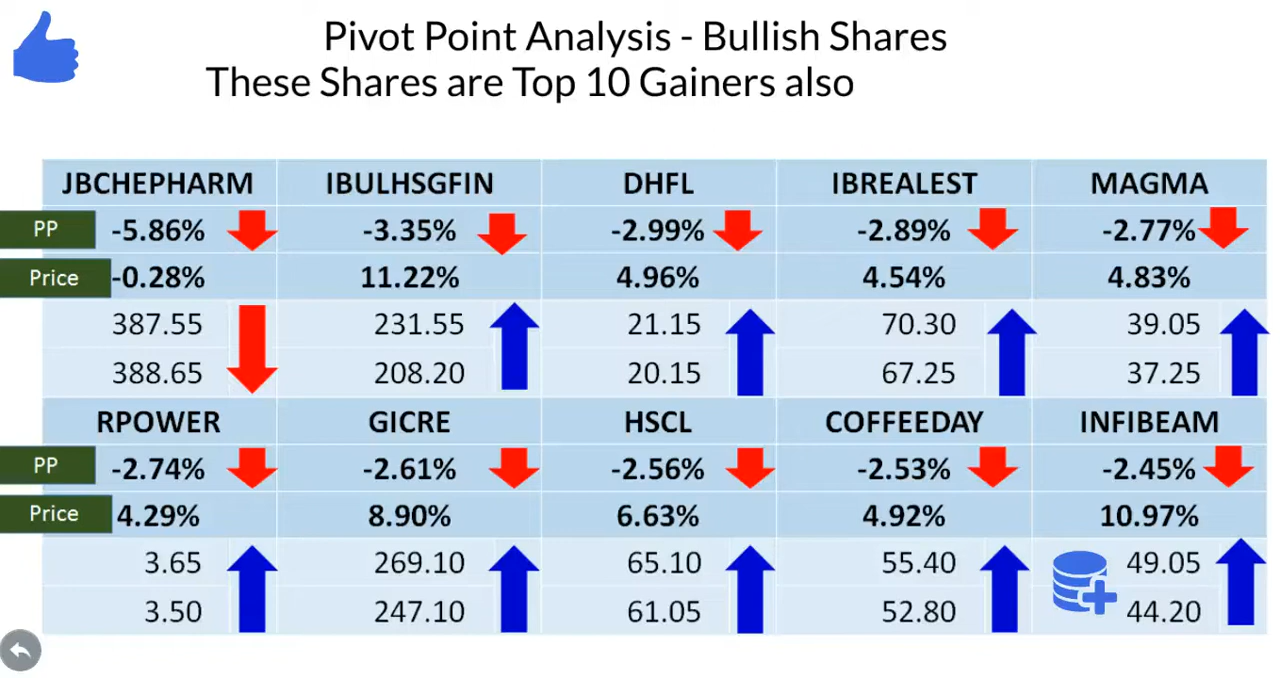 Pivot Point Analysis - Bullish Shares
These Shares are Top 10 Gainers also
JBCHEPHARM IBULHSGFIN DHFL IBREALEST MAGMA
PP -5.86% -3.35% -2.99% -2.89% -2.77%
Price -0.28% 11.22% 4.96% 4.54% 4.83%
387.55 231.55 21.15 70.30 39.05
388.65 208.20 20.15 67.25 37.25
RPOWER GICRE HSCL COFFEEDAY INFIBEAM
PP -2.74% -2.61% -2.56% -2.53% -2.45%
Price 4.29% 8.90% 6.63% 4.92% 10.97%
3.65 269.10 65.10 55.40 49.05
3.50 247.10 61.05 52.80 44.20